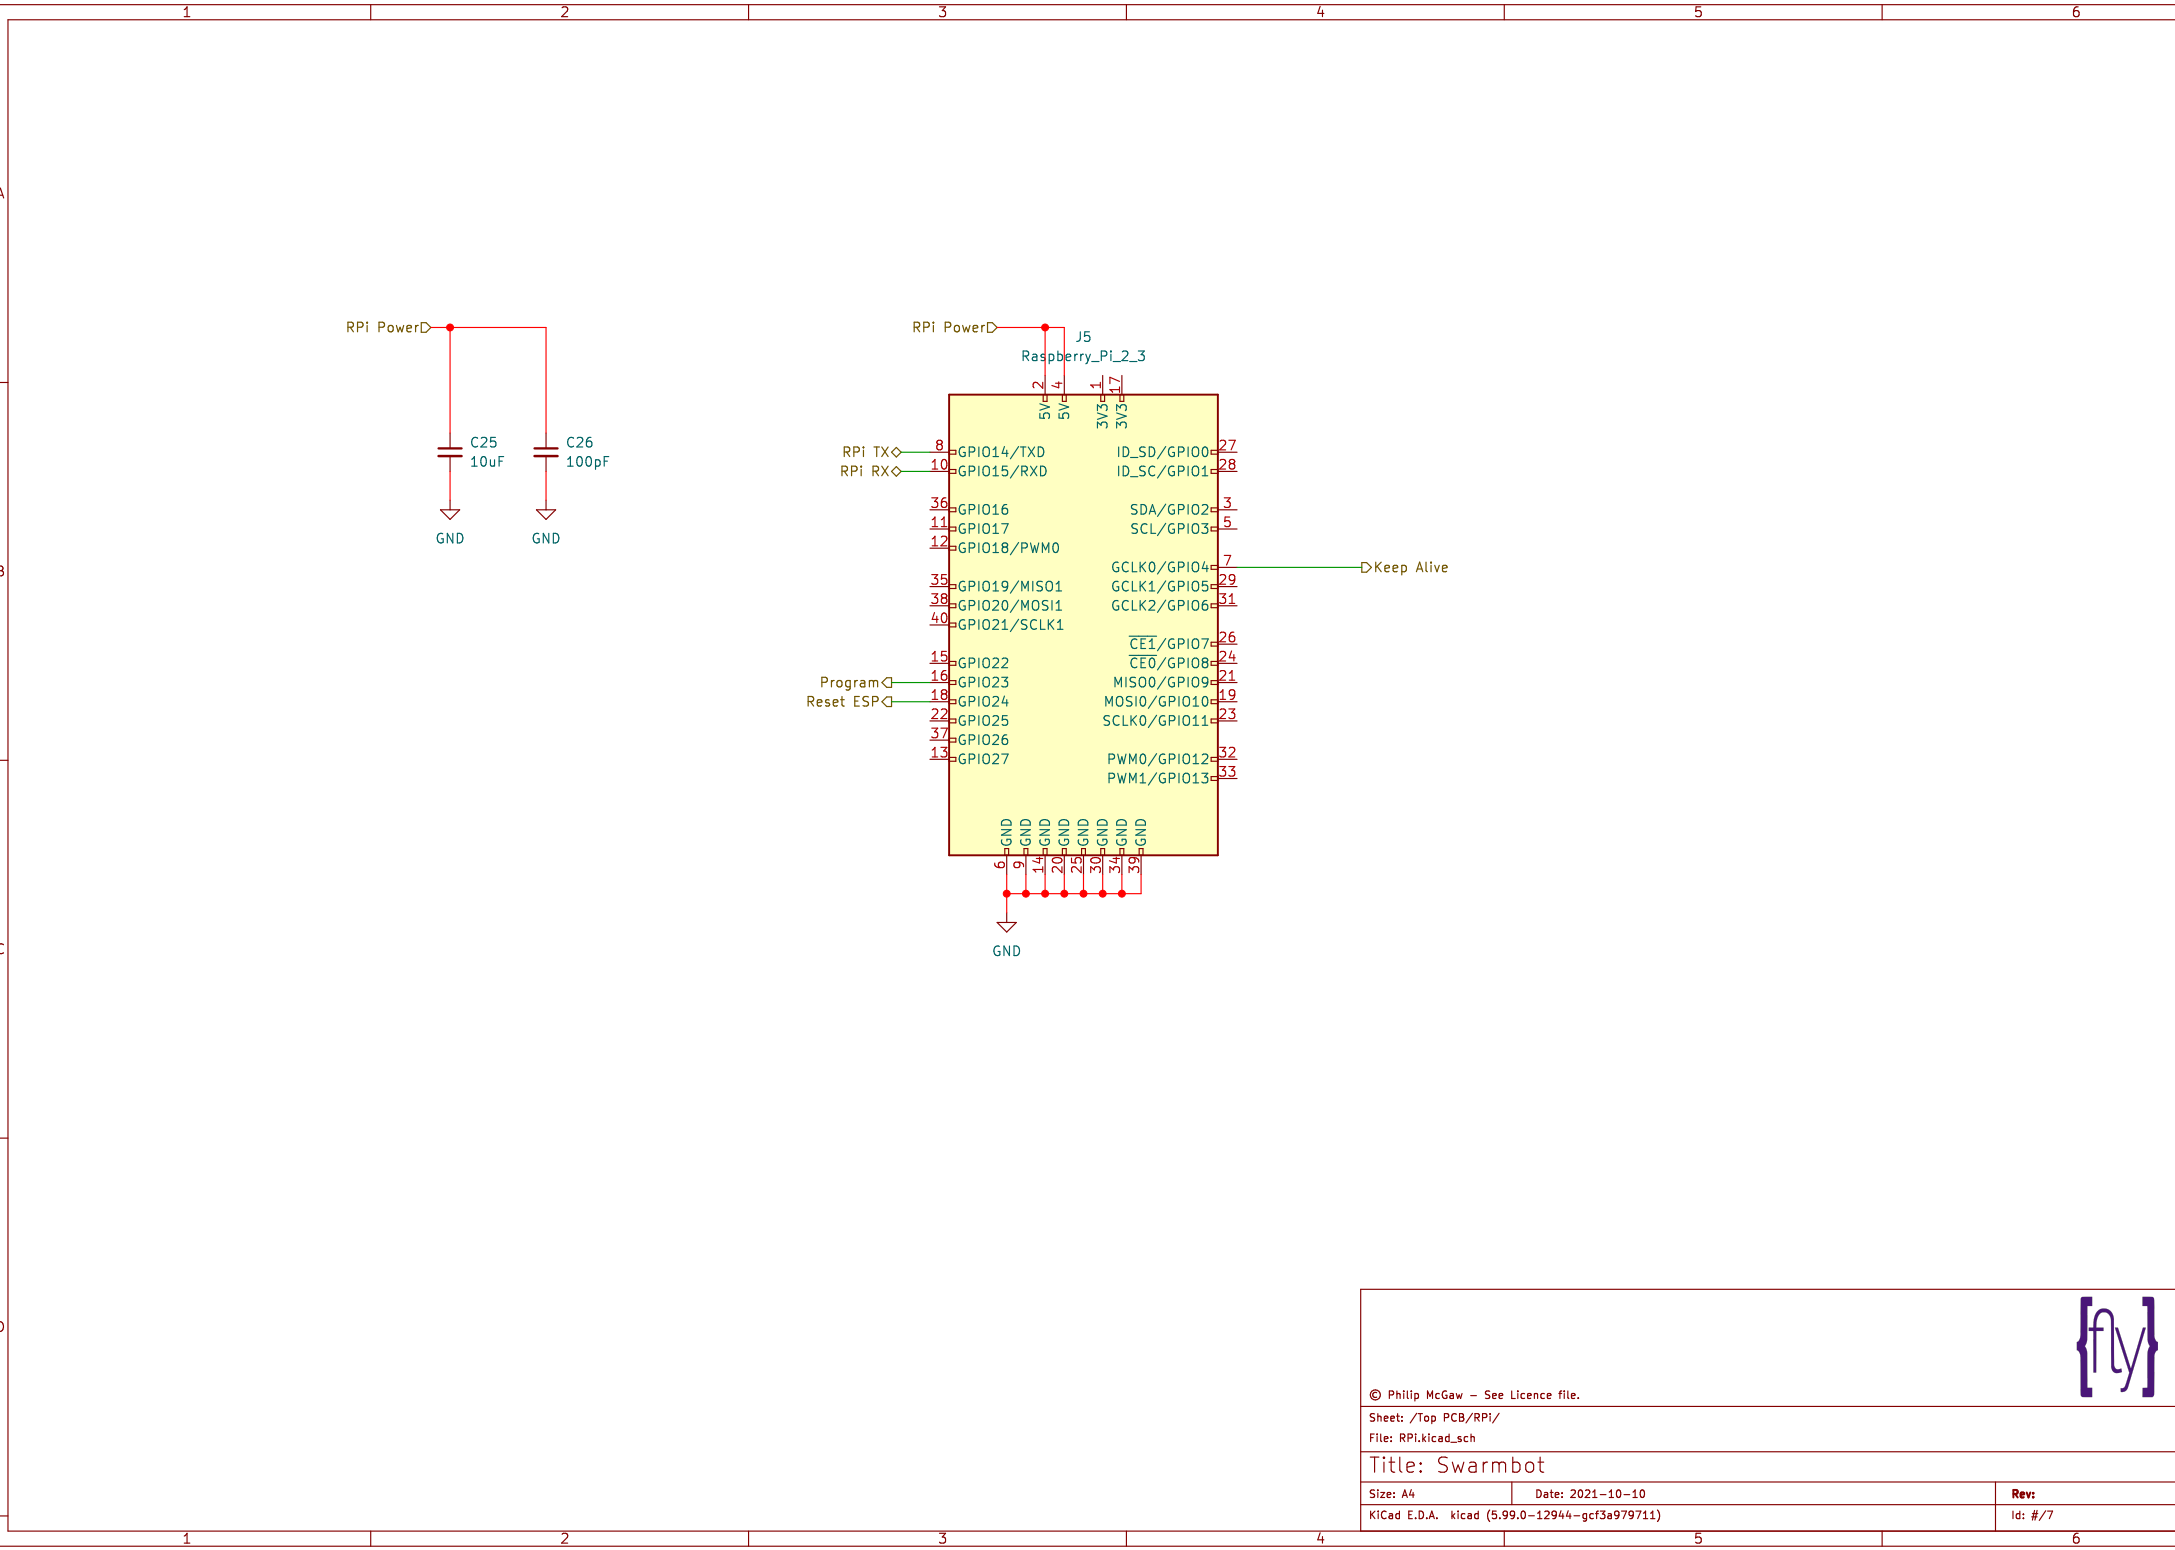 1 2 3 4 5 6
A
RPi Power
RPi Power
J5
Raspberry_Pi_2_3
2 4 1 17
5V 5V 3V3 3V3
C25
10uF
C26
100pF
GND
GND
RPi TX 8 GPIO14/TXD
RPi RX 10 GPIO15/RXD
36 GPIO16
11 GPIO17
12 GPIO18/PWM0
35 GPIO19/MISO1
38 GPIO20/MOSI1
40 GPIO21/SCLK1
15 GPIO22
Program 16 GPIO23
Reset ESP 18 GPIO24
22 GPIO25
37 GPIO26
13 GPIO27
ID_SD/GPIO0 27
ID_SC/GPIO1 28
SDA/GPIO2 3
SCL/GPIO3 5
GCLK0/GPIO4 7 Keep Alive
GCLK1/GPIO5 29
GCLK2/GPIO6 31
CE1/GPIO7 26
CE0/GPIO8 24
MISO0/GPIO9 21
MOSI0/GPIO10 19
SCLK0/GPIO11 23
PWM0/GPIO12 32
PWM1/GPIO13 33
B
GND GND GND GND GND GND GND GND
6 9 14 20 25 30 34 39
GND
C
D
{fly}
© Philip McGaw - See Licence file.
Sheet: /Top PCB/RPi/
File: RPi.kicad_sch
Title: Swarmbot
Size: A4 Date: 2021-10-10 Rev:
KiCad E.D.A. kicad (5.99.0-12944-gcf3a979711) Id: #/7
1 2 3 4 5 6